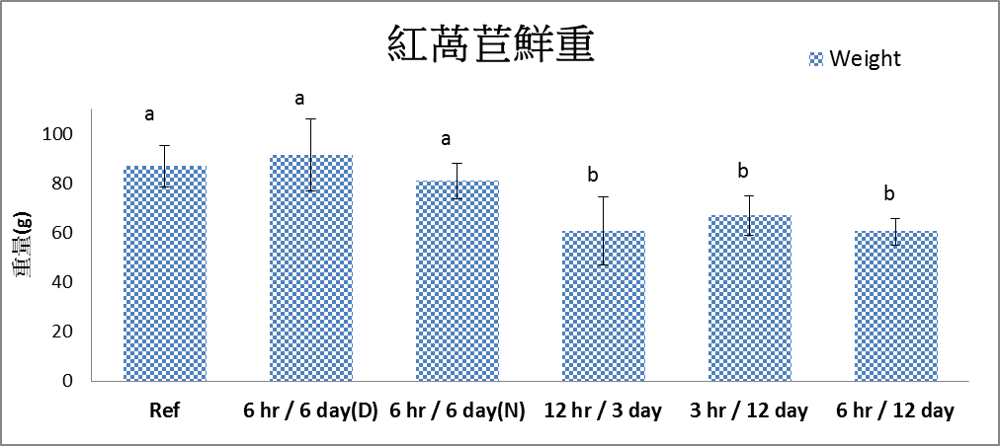 紅萵苣鮮重
Weight
a
a
a
b
b
b
重量(g)
100
80
60
40
20
0
Ref
6 hr / 6 day(D)
6 hr / 6 day(N)
12 hr / 3 day
3 hr / 12 day
6 hr / 12 day